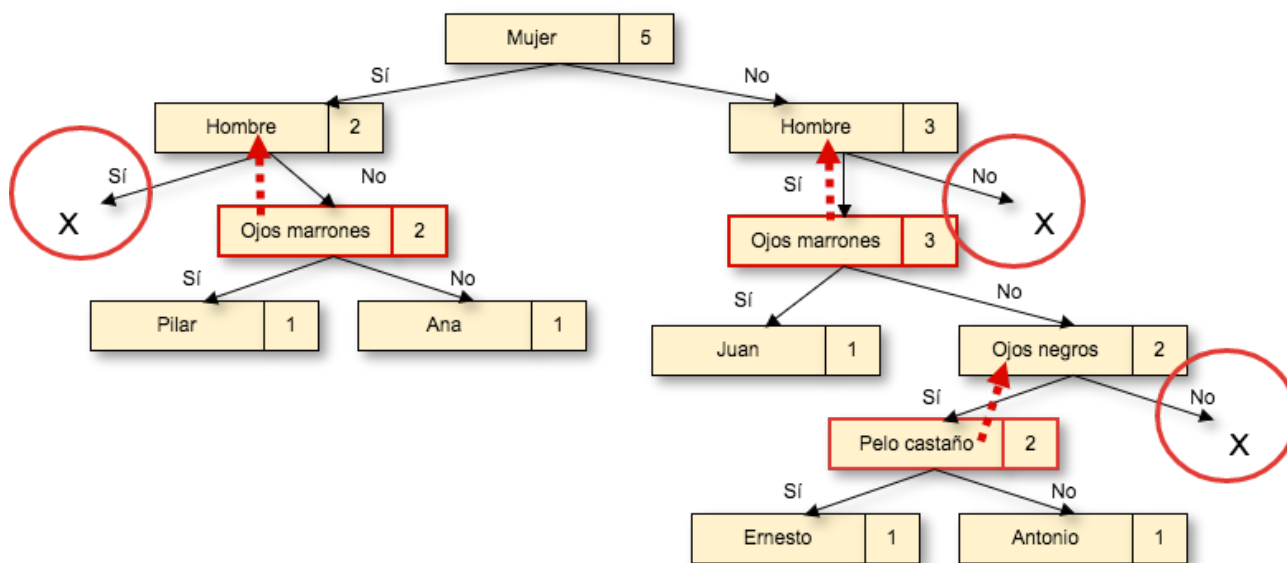 Mujer 5
Sí No
Hombre 2 Hombre 3
Sí No Sí No
X X
Ojos marrones 2 Ojos marrones 3
Sí No Sí No
Pilar 1 Ana 1 Juan 1 Ojos negros 2
Sí No
X
Pelo castaño 2
Sí No
Ernesto 1 Antonio 1